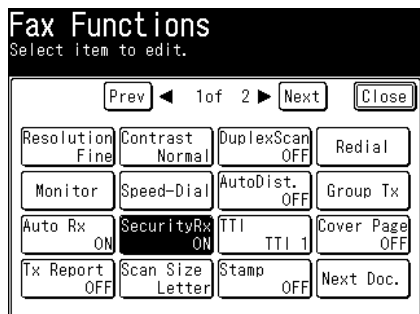 Fax Functions
Select item to edit.
Prev ◀ 1of 2 ▶ Next Close
Resolution Fine Contrast Normal DuplexScan OFF Redial
Monitor Speed-Dial AutoDist. OFF Group Tx
Auto Rx ON SecurityRx ON TTI TTI 1 Cover Page OFF
Tx Report OFF Scan Size Letter Stamp OFF Next Doc.